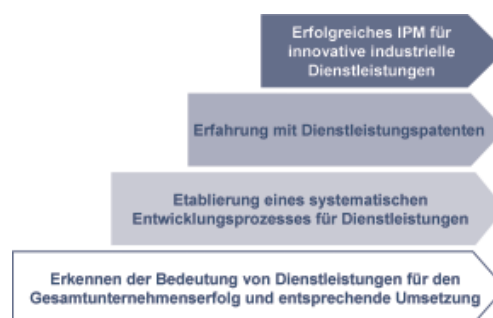 Erfolgreiches IPM für
innovative industrielle
Dienstleistungen
Erfahrung mit Dienstleistungspatenten
Etablierung eines systematischen
Entwicklungsprozesses für Dienstleistungen
Erkennen der Bedeutung von Dienstleistungen für den
Gesamtunternehmenserfolg und entsprechende Umsetzung